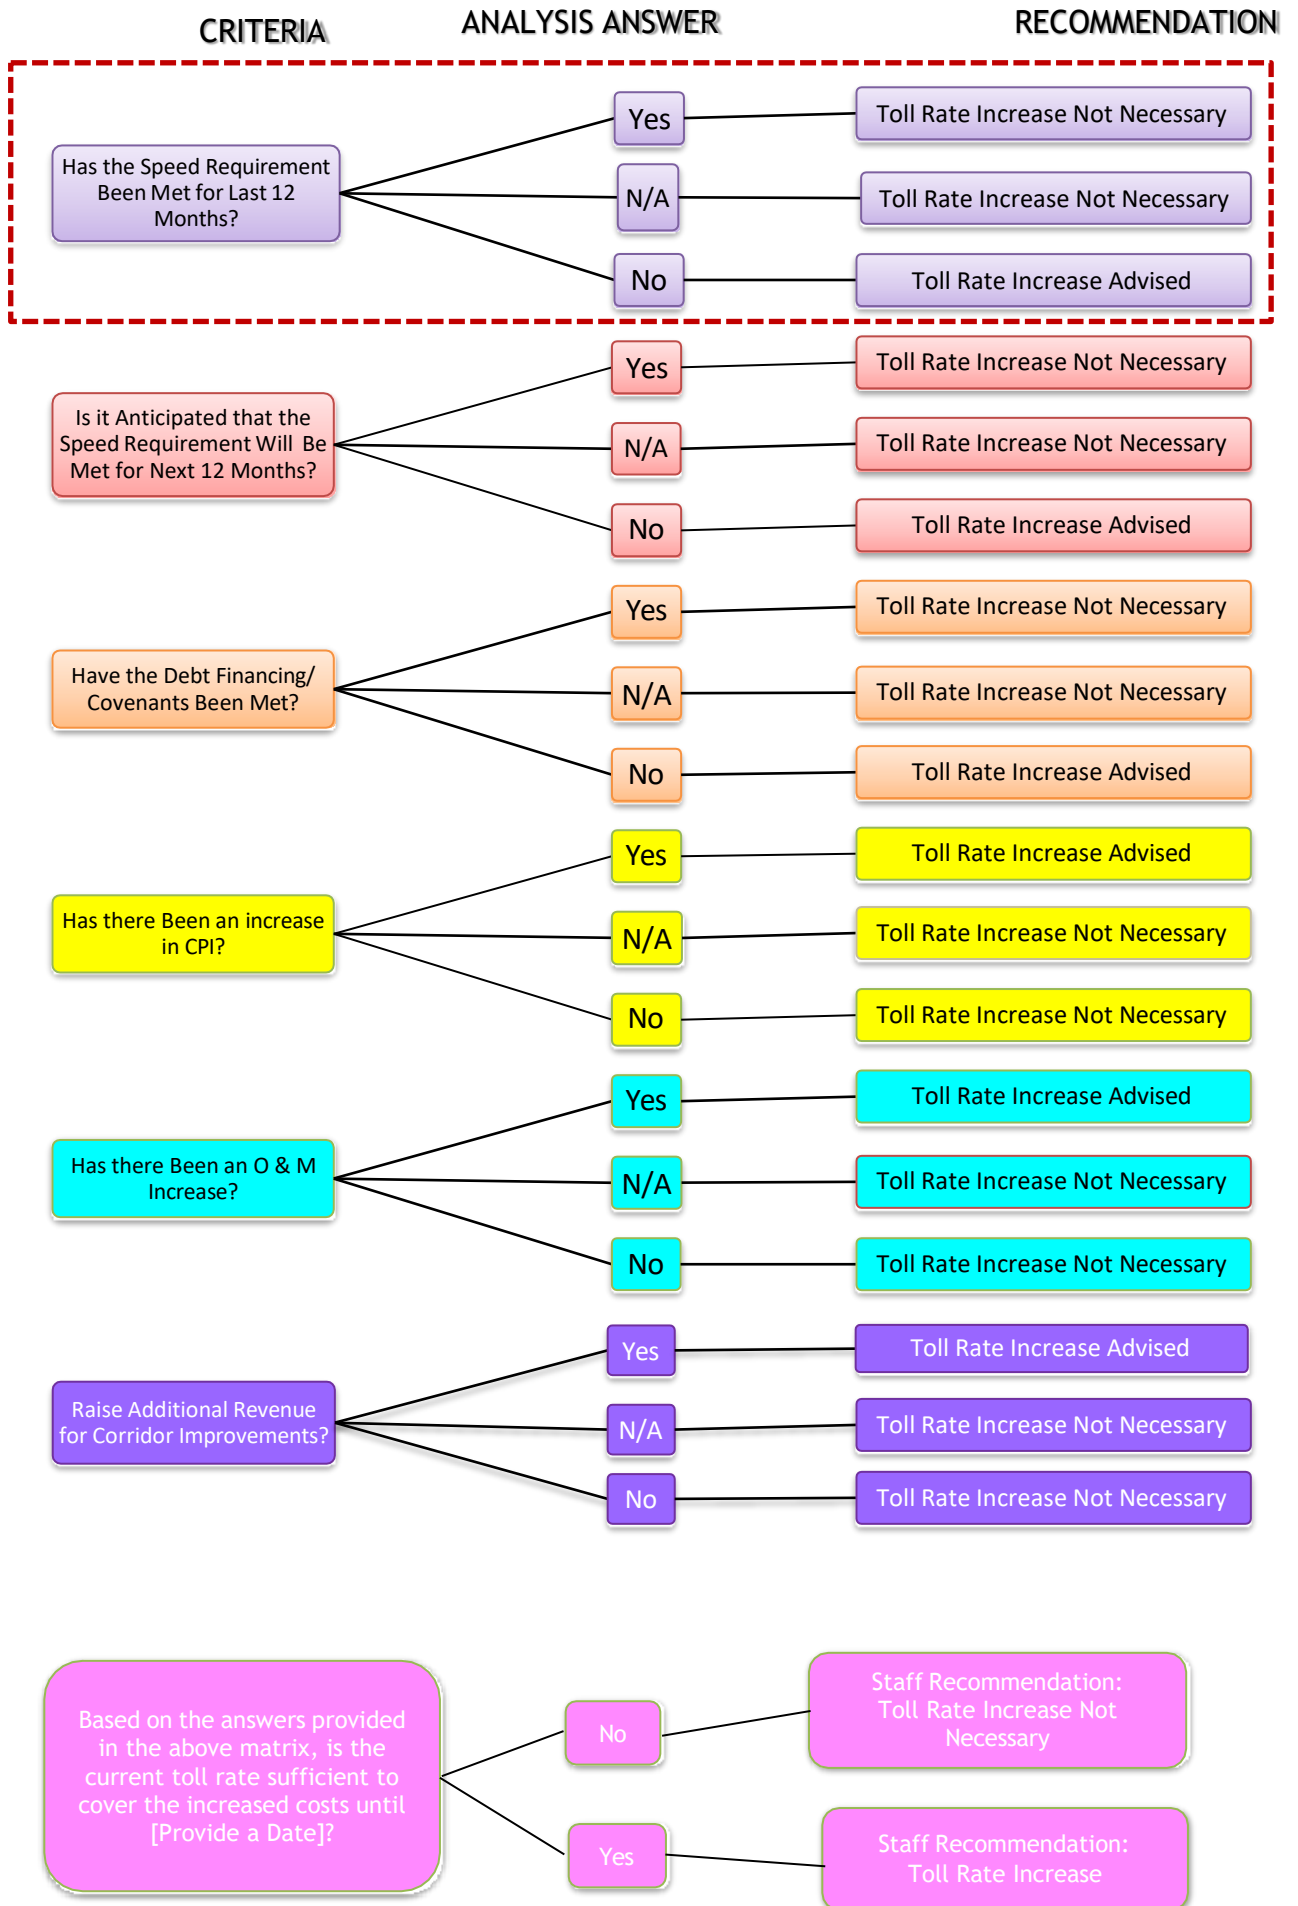 CRITERIA
ANALYSIS ANSWER
RECOMMENDATION
Has the Speed Requirement
Been Met for Last 12
Months?
Yes
Toll Rate Increase Not Necessary
N/A
Toll Rate Increase Not Necessary
No
Toll Rate Increase Advised
Is it Anticipated that the
Speed Requirement Will Be
Met for Next 12 Months?
Yes
Toll Rate Increase Not Necessary
N/A
Toll Rate Increase Not Necessary
No
Toll Rate Increase Advised
Have the Debt Financing/
Covenants Been Met?
Yes
Toll Rate Increase Not Necessary
N/A
Toll Rate Increase Not Necessary
No
Toll Rate Increase Advised
Has there Been an increase
in CPI?
Yes
Toll Rate Increase Advised
N/A
Toll Rate Increase Not Necessary
No
Toll Rate Increase Not Necessary
Has there Been an O & M
Increase?
Yes
Toll Rate Increase Advised
N/A
Toll Rate Increase Not Necessary
No
Toll Rate Increase Not Necessary
Raise Additional Revenue
for Corridor Improvements?
Yes
Toll Rate Increase Advised
N/A
Toll Rate Increase Not Necessary
No
Toll Rate Increase Not Necessary
Based on the answers provided
in the above matrix, is the
current toll rate sufficient to
cover the increased costs until
[Provide a Date]?
No
Staff Recommendation:
Toll Rate Increase Not
Necessary
Yes
Staff Recommendation:
Toll Rate Increase